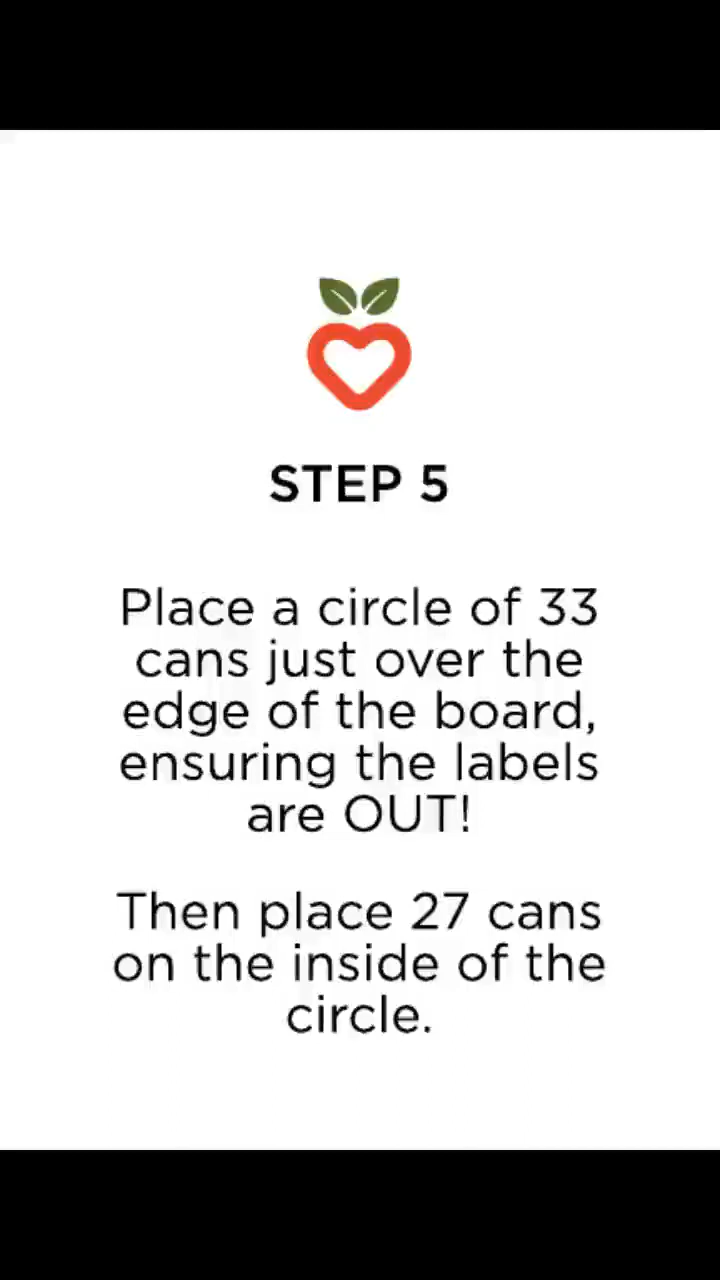 STEP 5
Place a circle of 33
cans just over the
edge of the board,
ensuring the labels
are OUT!
Then place 27 cans
on the inside of the
circle.